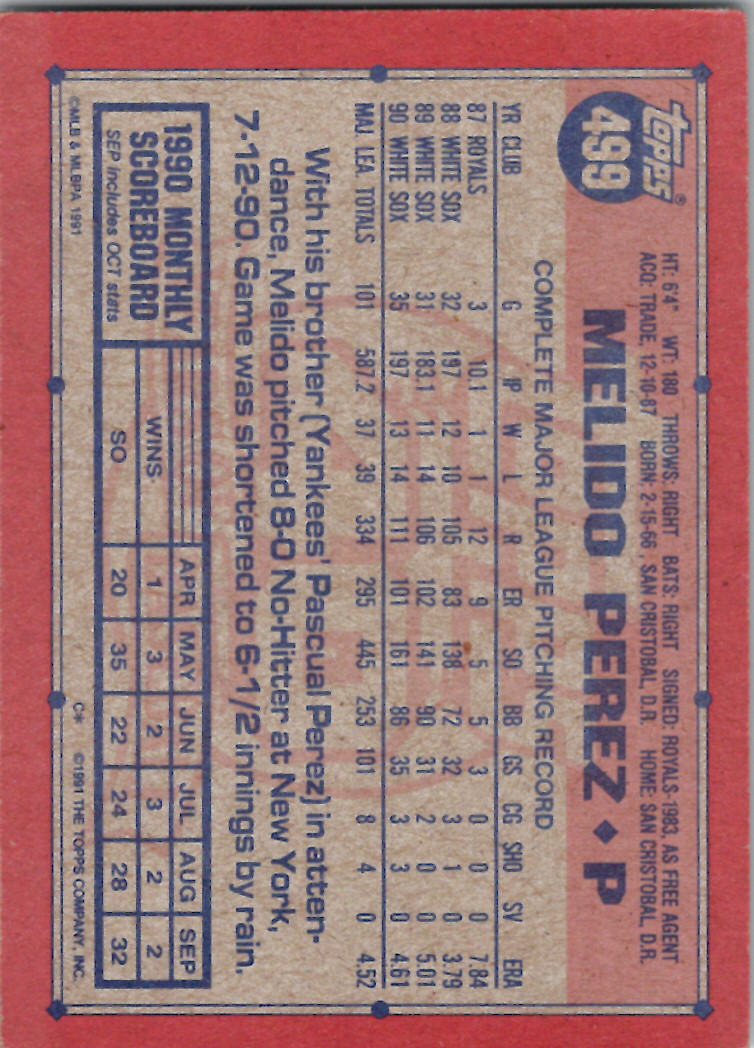 topps®
499
HT: 6'4" WT: 180 THROWS: RIGHT BATS: RIGHT SIGNED: ROYALS-1983, AS FREE AGENT
ACQ: TRADE, 12-10-87 BORN: 2-15-66, SAN CRISTOBAL, D.R. HOME: SAN CRISTOBAL, D.R.
MELIDO PEREZ ♦ P
COMPLETE MAJOR LEAGUE PITCHING RECORD
YR CLUB G IP W L R ER SO BB GS CG SHO SV ERA
87 ROYALS 3 10.1 1 1 12 9 5 5 3 0 0 0 7.84
88 WHITE SOX 32 197 12 10 105 83 138 72 32 3 1 0 3.79
89 WHITE SOX 31 183.1 11 14 106 102 141 90 31 2 0 0 5.01
90 WHITE SOX 35 197 13 14 111 101 161 86 35 3 3 0 4.61
MAJ. LEA. TOTALS 101 587.2 37 39 334 295 445 253 101 8 4 0 4.52
With his brother (Yankees' Pascual Perez) in atten-
dance, Melido pitched 8-0 No-Hitter at New York,
7-12-90. Game was shortened to 6-1/2 innings by rain.
1990 MONTHLY
SCOREBOARD
SEP includes OCT stats
APR MAY JUN JUL AUG SEP
WINS 1 3 2 3 2 2
SO 20 35 22 24 28 32
©MLB & MLBPA 1991
C* ©1991 THE TOPPS COMPANY, INC.